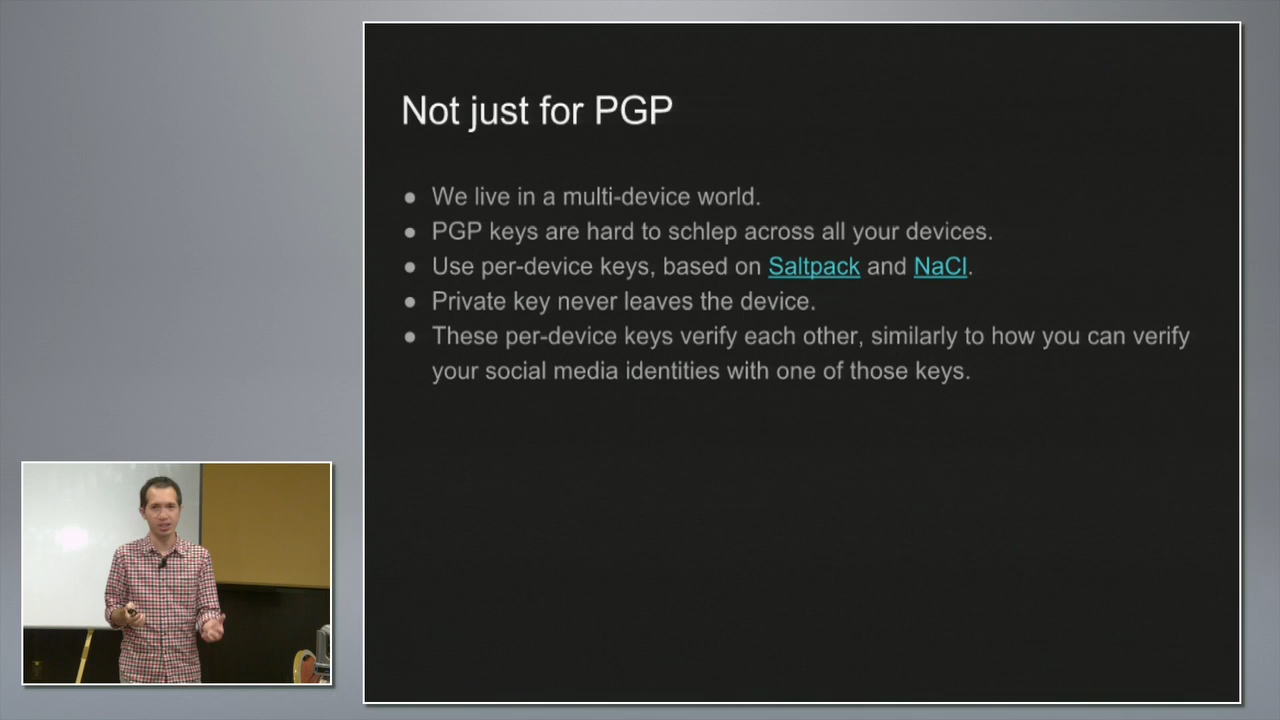 Not just for PGP
● We live in a multi-device world.
● PGP keys are hard to schlep across all your devices.
● Use per-device keys, based on Saltpack and NaCl.
● Private key never leaves the device.
● These per-device keys verify each other, similarly to how you can verify
your social media identities with one of those keys.